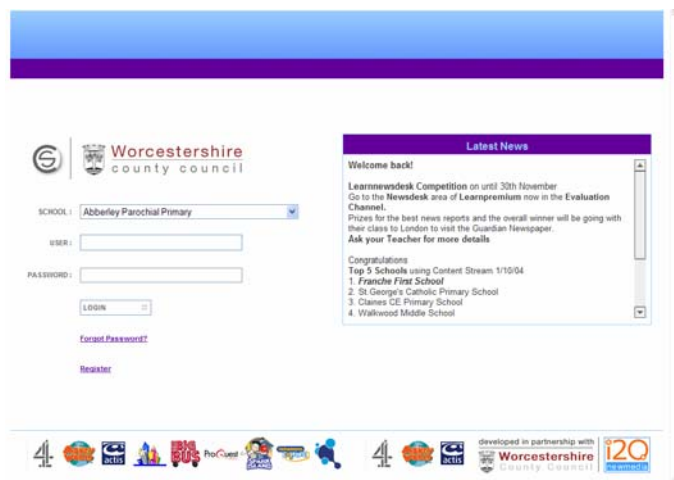 Latest News
Worcestershire
county council
Welcome back!
Learnnewsdesk Competition on until 30th November
Go to the Newsdesk area of Learnpremium now in the Evaluation
Channel.
Prizes for the best news reports and the overall winner will be going with
their class to London to visit the Guardian Newspaper.
Ask your Teacher for more details
Congratulations
Top 5 Schools using Content Stream 1/10/04
1. Franche First School
2. St.George's Catholic Primary School
3. Claines CE Primary School
4. Walkwood Middle School
SCHOOL :
Abberley Parochial Primary
USER :
PASSWORD :
LOGIN
Forgot Password?
Register
4
actis
BIG
BUS
ProQuest
ISLAND
4
actis
developed in partnership with
Worcestershire
County Council
i2Q
newmedia